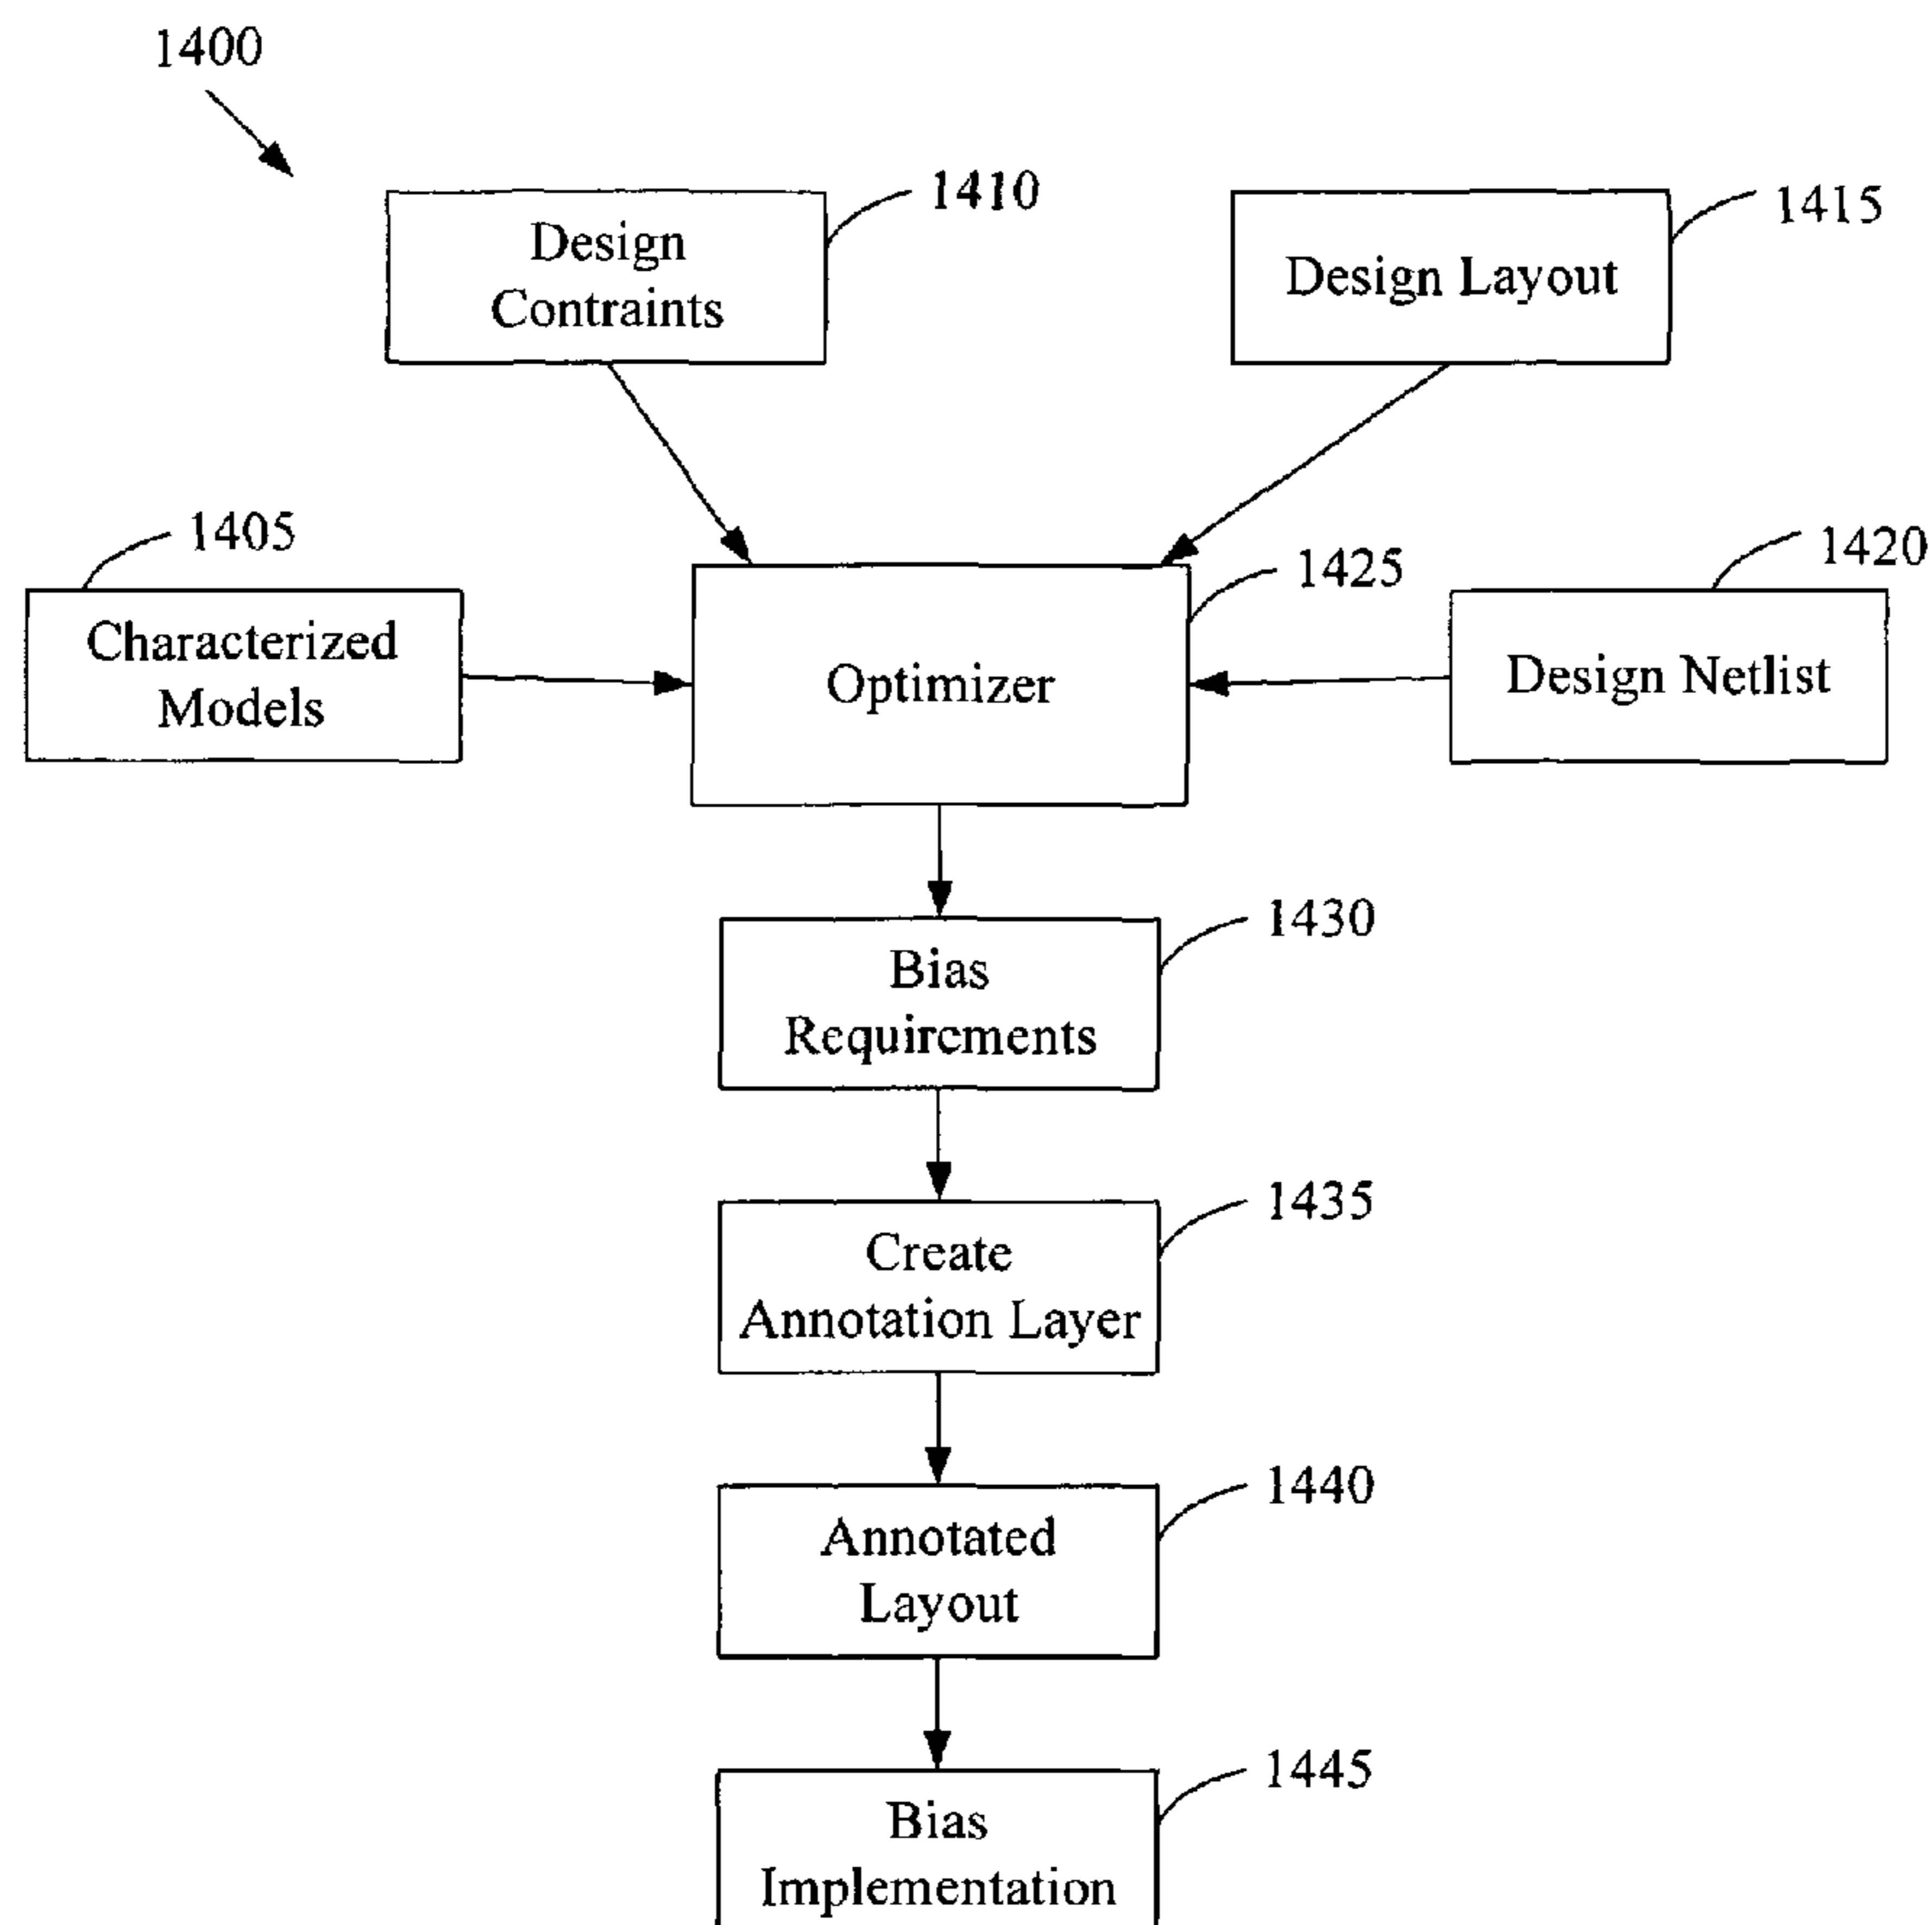 1400
1410
Design
Contraints
1415
Design Layout
1405
Characterized
Models
1425
Optimizer
1420
Design Netlist
1430
Bias
Requirements
1435
Create
Annotation Layer
1440
Annotated
Layout
1445
Bias
Implementation